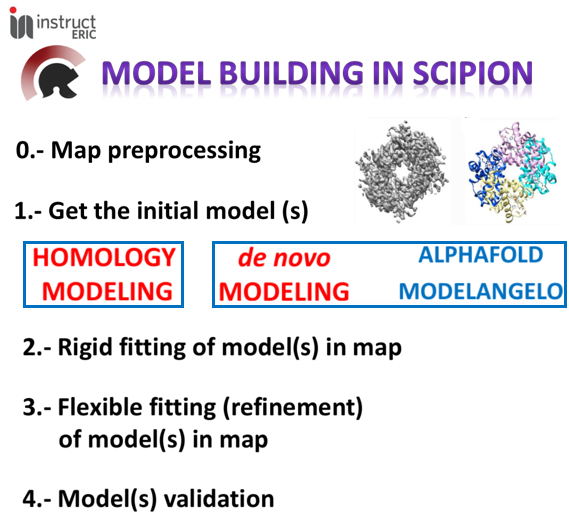 instruct
ERIC
MODEL BUILDING IN SCIPION
0.- Map preprocessing
1.- Get the initial model (s)
HOMOLOGY
MODELING
de novo
MODELING
ALPHAFOLD
MODELANGELO
2.- Rigid fitting of model(s) in map
3.- Flexible fitting (refinement)
of model(s) in map
4.- Model(s) validation